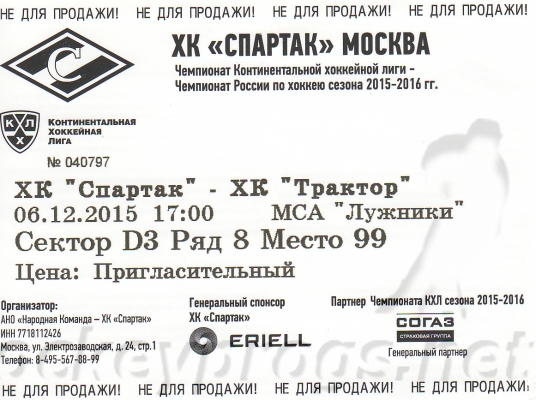 НЕ ДЛЯ ПРОДАЖИ! НЕ ДЛЯ ПРОДАЖИ! НЕ ДЛЯ ПРОДАЖИ! НЕ ДЛЯ ПРОДАЖИ!
С
ХК «СПАРТАК» МОСКВА
Чемпионат Континентальной хоккейной лиги -
Чемпионат России по хоккею сезона 2015-2016 гг.
КХЛ
КОНТИНЕНТАЛЬНАЯ
ХОККЕЙНАЯ
ЛИГА
№ 040797
ХК "Спартак" - ХК "Трактор"
06.12.2015 17:00 МСА "Лужники"
Сектор D3 Ряд 8 Место 99
Цена: Пригласительный
Организатор:
АНО «Народная Команда – ХК «Спартак»
ИНН 7718112426
Москва, ул. Электрозаводская, д. 24, стр.1
Телефон: 8-495-567-08-99
Генеральный спонсор
ХК «Спартак»
ERIELL
Партнер Чемпионата КХЛ сезона 2015-2016
СОГАЗ
СТРАХОВАЯ ГРУППА
Генеральный партнер
НЕ ДЛЯ ПРОДАЖИ! НЕ ДЛЯ ПРОДАЖИ! НЕ ДЛЯ ПРОДАЖИ! НЕ ДЛЯ ПРОДАЖИ!